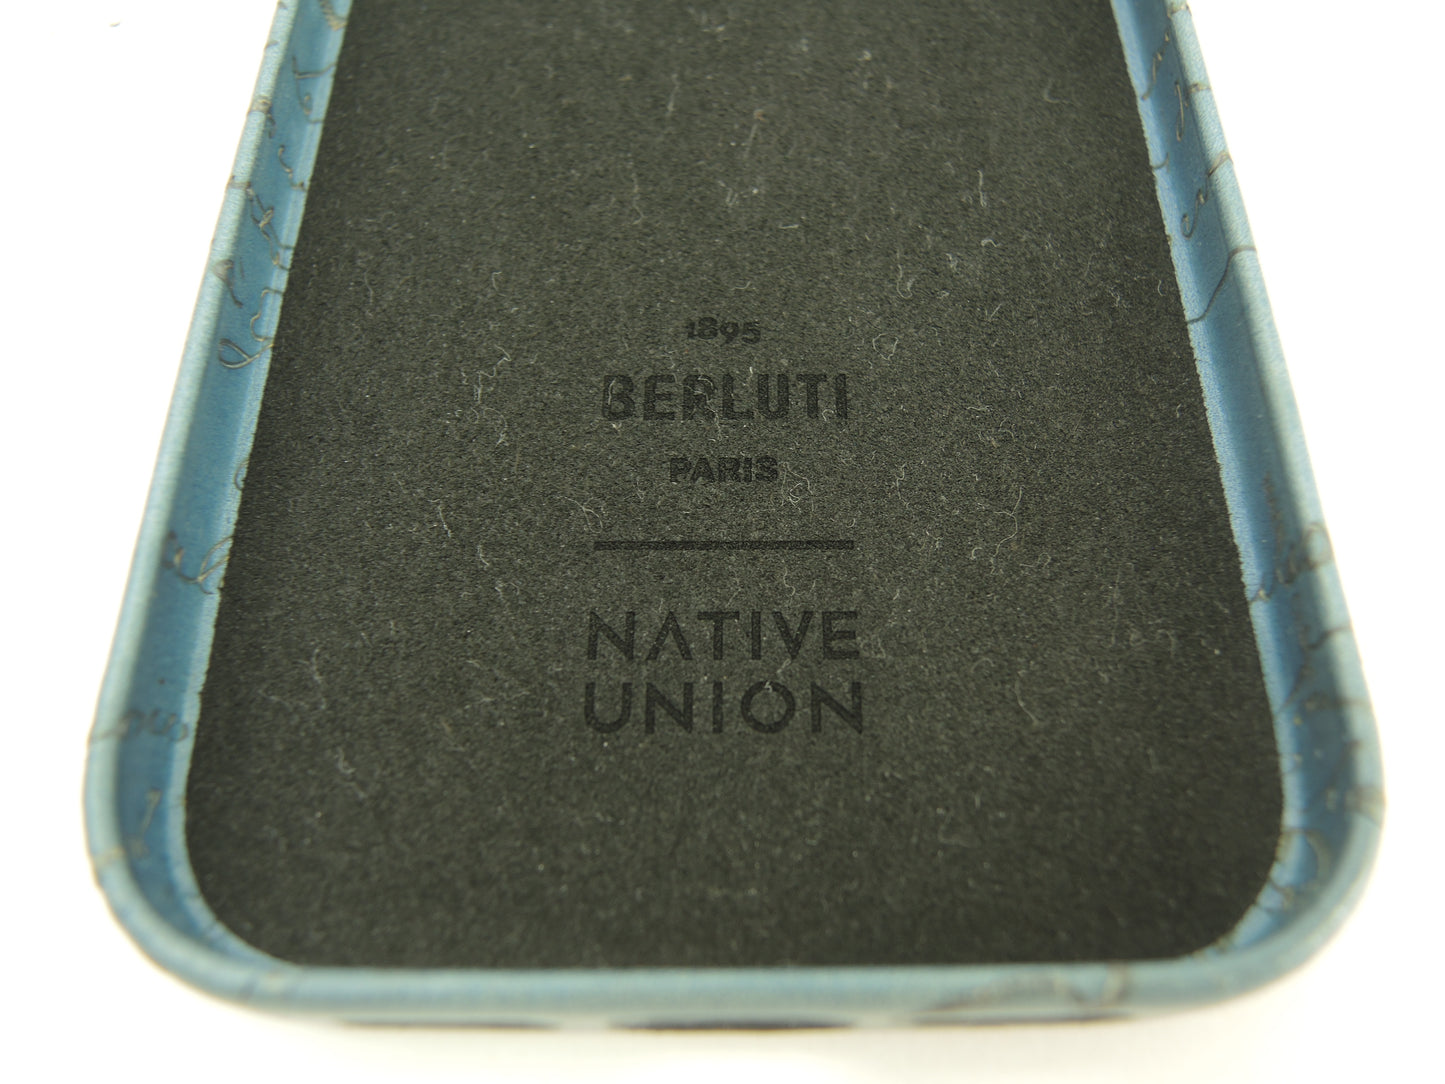 1895
BERLUTI
PARIS
NATIVE
UNION